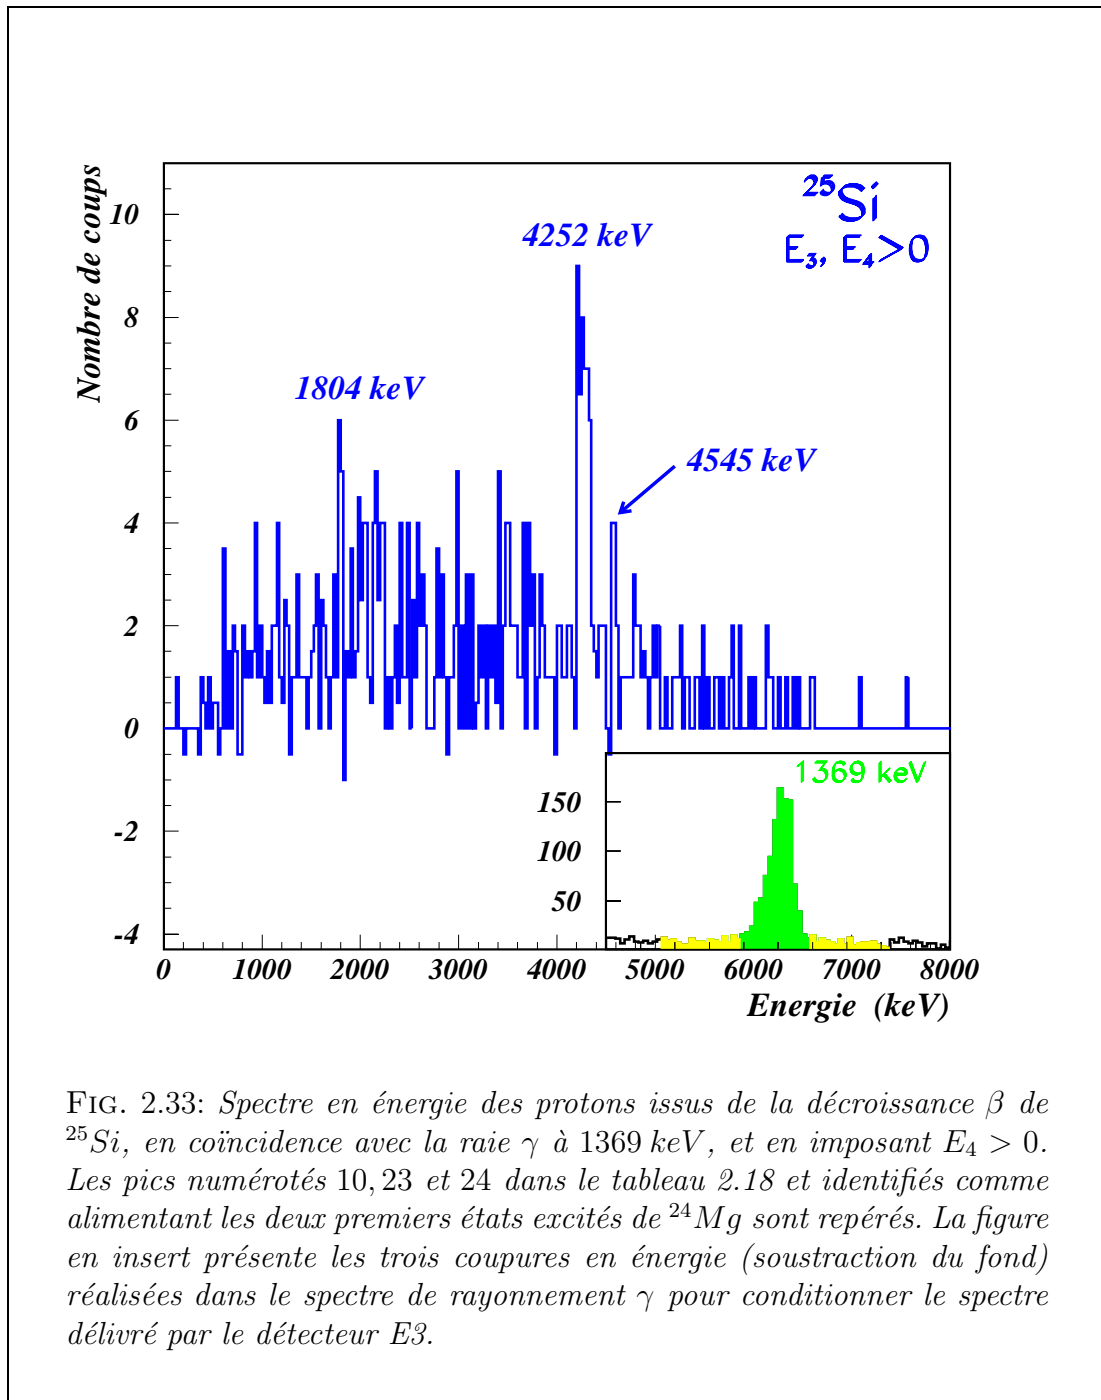 Nombre de coups
25Si
E3, E4>0
4252 keV
1804 keV
4545 keV
10
8
6
4
2
0
-2
-4
1369 keV
150
100
50
0 1000 2000 3000 4000 5000 6000 7000 8000
Energie (keV)
FIG. 2.33: Spectre en énergie des protons issus de la décroissance β de
25Si, en coïncidence avec la raie γ à 1369 keV, et en imposant E4 > 0.
Les pics numérotés 10, 23 et 24 dans le tableau 2.18 et identifiés comme
alimentant les deux premiers états excités de 24Mg sont repérés. La figure
en insert présente les trois coupures en énergie (soustraction du fond)
réalisées dans le spectre de rayonnement γ pour conditionner le spectre
délivré par le détecteur E3.